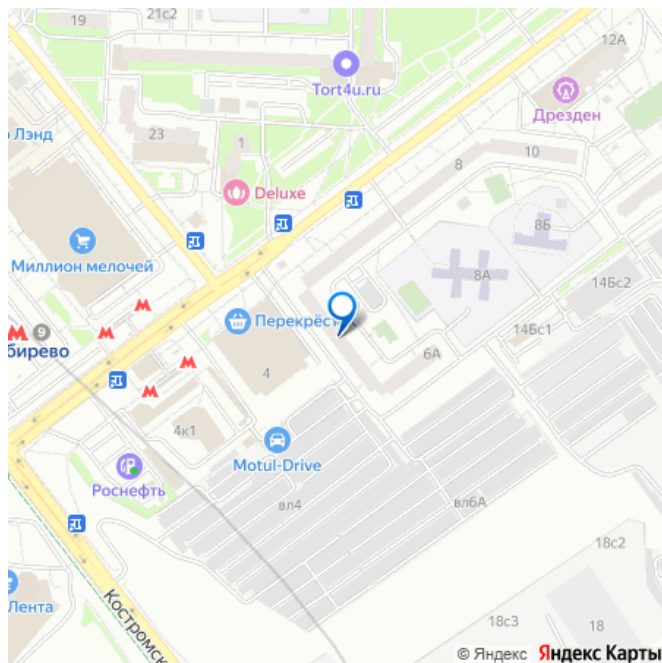 19
21с2
12А
Tort4u.ru
Дрезден
о Лэнд
23
1
8
10
Deluxe
8Б
Миллион мелочей
8А
14Бс2
9
бирево
Перекрёст
14Бс1
6А
4
4к1
Motul-Drive
Роснефть
вл4
вл6А
18с2
Лента
Костромск
18с3
18
© Яндекс Яндекс Карты